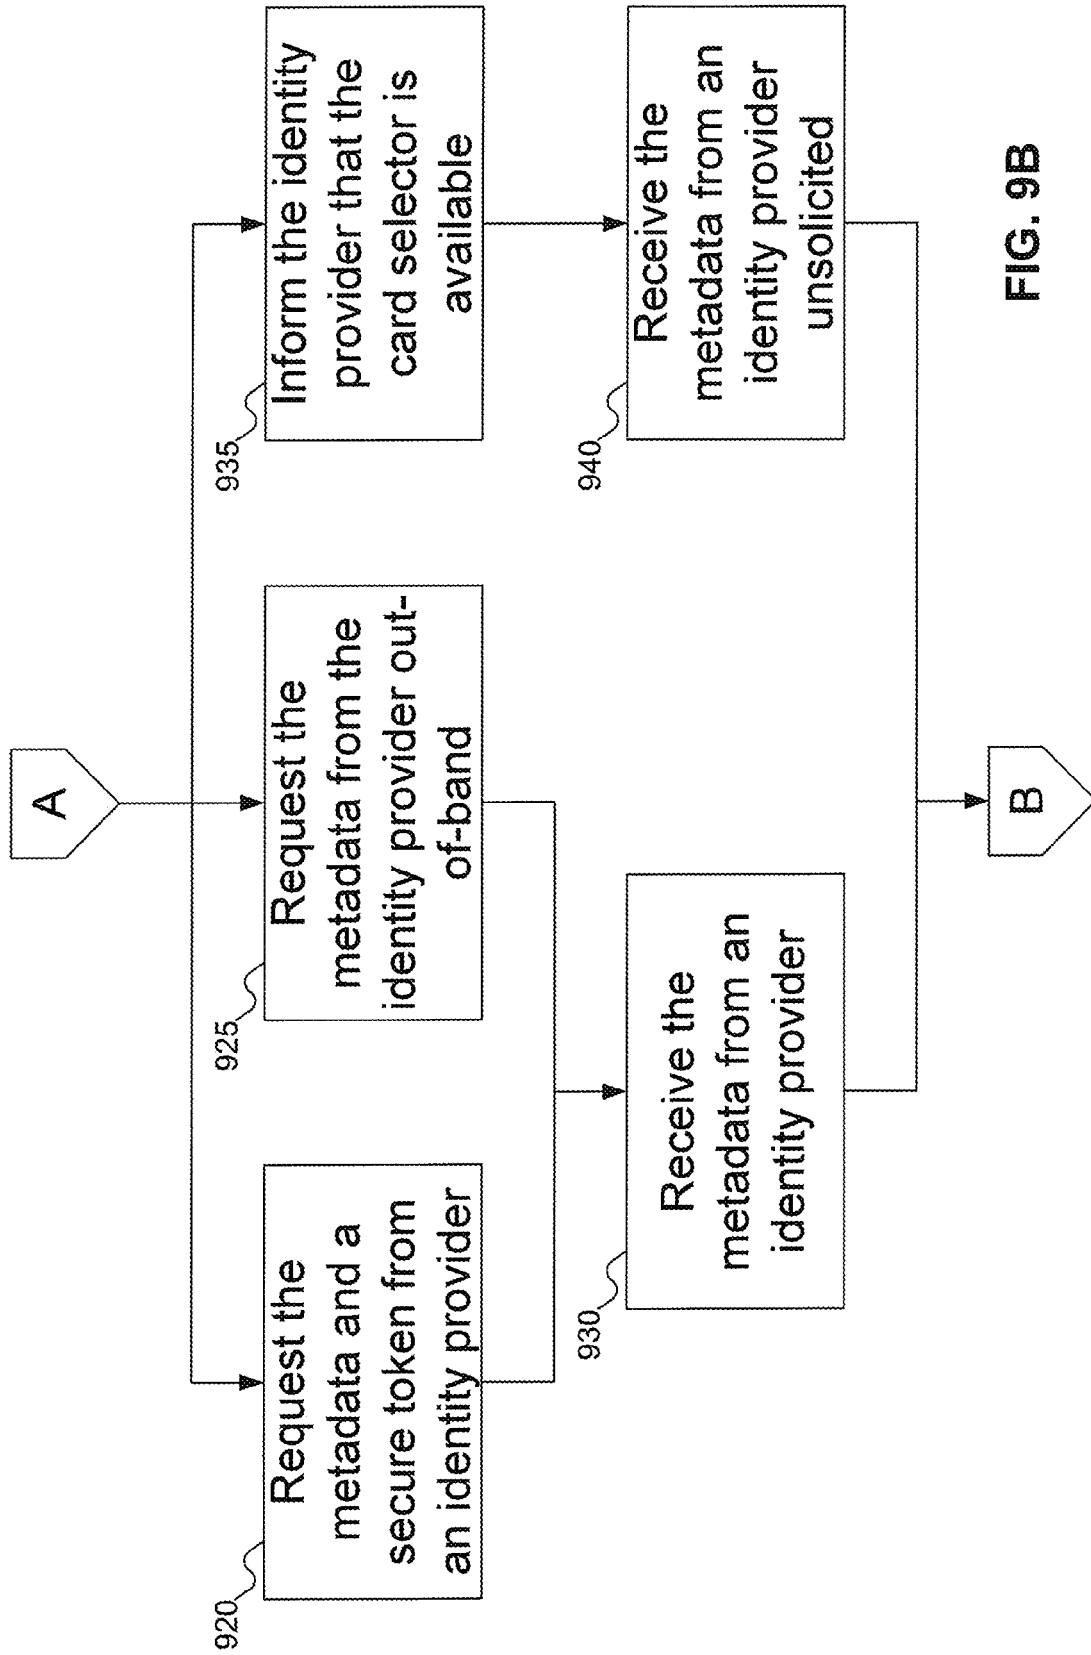 A
920
Request the
metadata and a
secure token from
an identity provider
925
Request the
metadata from the
identity provider out-
of-band
935
Inform the identity
provider that the
card selector is
available
930
Receive the
metadata from an
identity provider
940
Receive the
metadata from an
identity provider
unsolicited
B
FIG. 9B